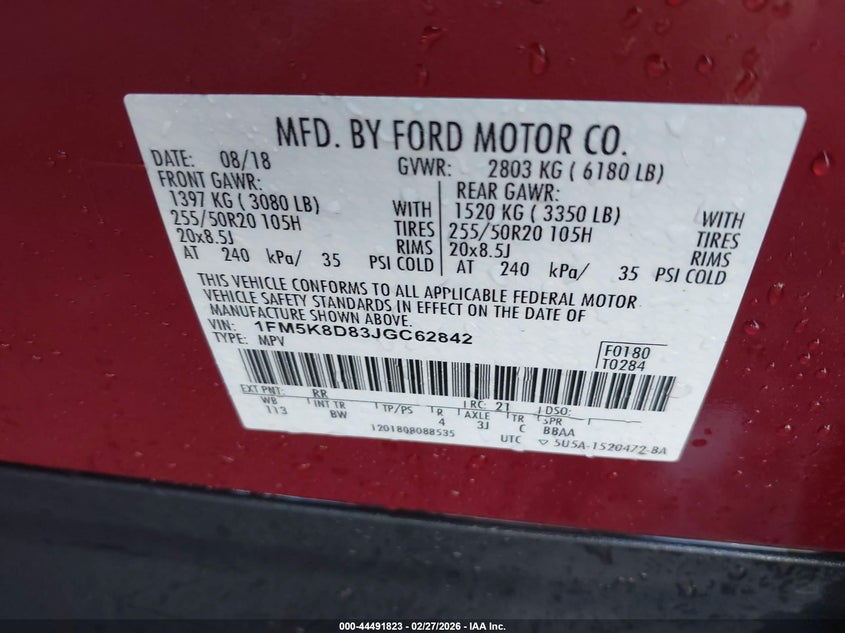 MFD. BY FORD MOTOR CO.
DATE: 08/18 GVWR: 2803 KG ( 6180 LB)
FRONT GAWR: REAR GAWR:
1397 KG ( 3080 LB) WITH 1520 KG ( 3350 LB) WITH
255/50R20 105H TIRES 255/50R20 105H TIRES
20x8.5J RIMS 20x8.5J RIMS
AT 240 kPa/ 35 PSI COLD AT 240 kPa/ 35 PSI COLD
THIS VEHICLE CONFORMS TO ALL APPLICABLE FEDERAL MOTOR
VEHICLE SAFETY STANDARDS IN EFFECT ON THE DATE OF
MANUFACTURE SHOWN ABOVE.
VIN: 1FM5K8D83JGC62842
TYPE: MPV
F0180
T0284
EXT PNT: RR RC: 21 DSO:
WB INT TR TP/PS R AXLE TR SPR
113 BW 4 3J C BBAA
1201808088535 UTC ▽ 5U5A-1520472-BA
000-44491823 - 02/27/2026 - IAA Inc.